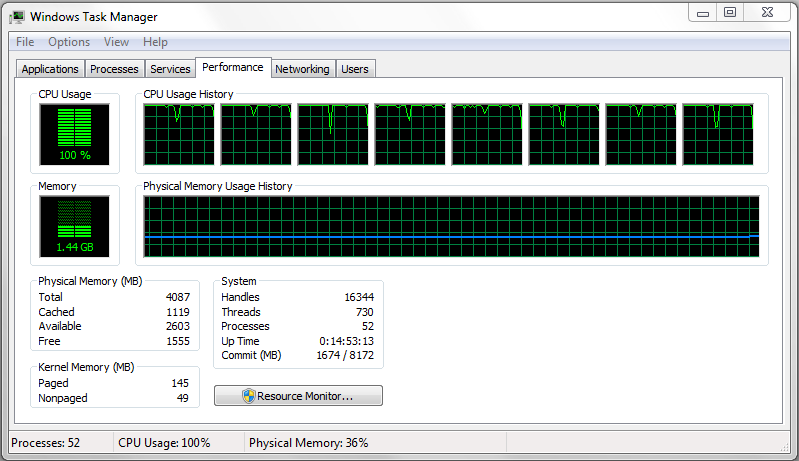 Windows Task Manager
File Options View Help
Applications Processes Services Performance Networking Users
CPU Usage CPU Usage History
100 %
Memory Physical Memory Usage History
1.44 GB
Physical Memory (MB)
Total 4087
Cached 1119
Available 2603
Free 1555
System
Handles 16344
Threads 730
Processes 52
Up Time 0:14:53:13
Commit (MB) 1674 / 8172
Kernel Memory (MB)
Paged 145
Nonpaged 49
Resource Monitor...
Processes: 52 CPU Usage: 100% Physical Memory: 36%